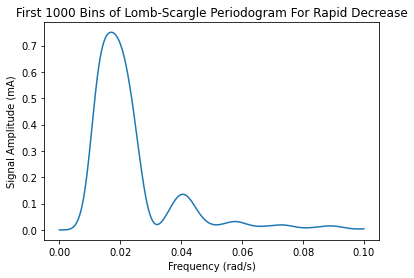 First 1000 Bins of Lomb-Scargle Periodogram For Rapid Decrease
Signal Amplitude (mA)
0.7
0.6
0.5
0.4
0.3
0.2
0.1
0.0
0.00 0.02 0.04 0.06 0.08 0.10
Frequency (rad/s)